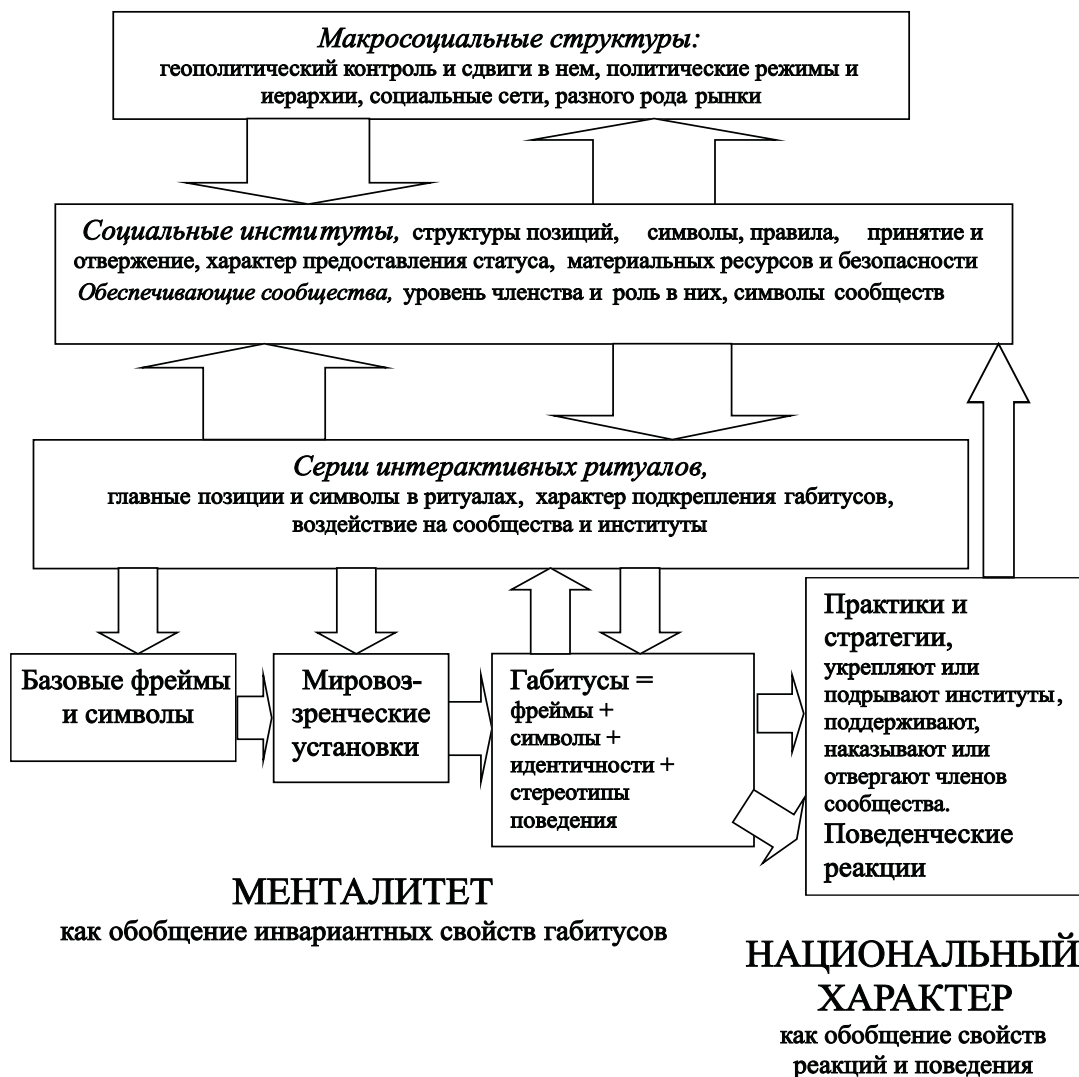 Макросоциальные структуры:
геополитический контроль и сдвиги в нем, политические режимы и
иерархии, социальные сети, разного рода рынки
Социальные институты, структуры позиций, символы, правила, принятие и
отвержение, характер предоставления статуса, материальных ресурсов и безопасности
Обеспечивающие сообщества, уровень членства и роль в них, символы сообществ
Серии интерактивных ритуалов,
главные позиции и символы в ритуалах, характер подкрепления габитусов,
воздействие на сообщества и институты
Базовые фреймы
и символы
Мировоз-
зренческие
установки
Габитусы =
фреймы +
символы +
идентичности +
стереотипы
поведения
Практики и
стратегии,
укрепляют или
подрывают институты,
поддерживают,
наказывают или
отвергают членов
сообщества.
Поведенческие
реакции
МЕНТАЛИТЕТ
как обобщение инвариантных свойств габитусов
НАЦИОНАЛЬНЫЙ
ХАРАКТЕР
как обобщение свойств
реакций и поведения